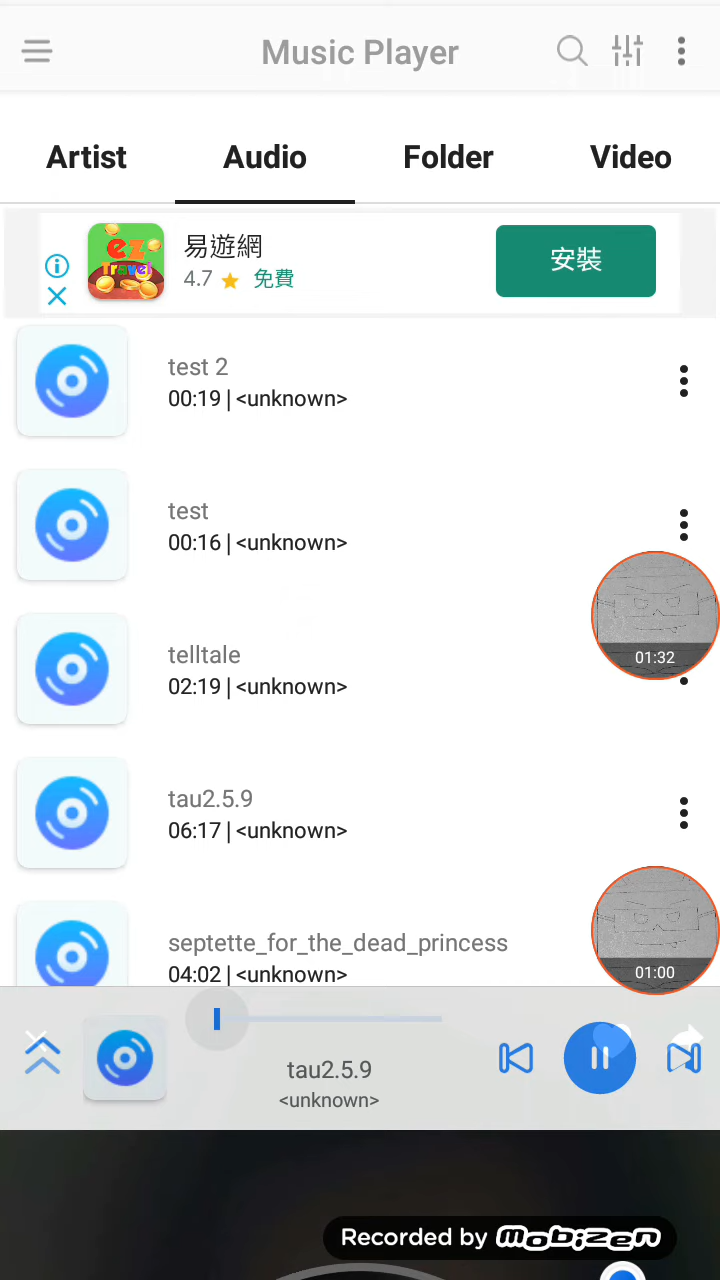 Music Player
Artist Audio Folder Video
ez
Travel
易遊網
4.7 免費
安裝
test 2
00:19 | <unknown>
test
00:16 | <unknown>
01:32
telltale
02:19 | <unknown>
tau2.5.9
06:17 | <unknown>
septette_for_the_dead_princess
04:02 | <unknown>
01:00
tau2.5.9
<unknown>
Recorded by mobizen